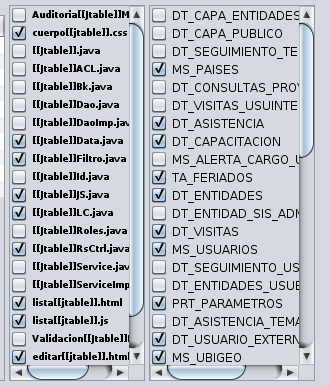 Auditoria[[Jtable]]M
cuerpo[[jtable]].css
[[Jtable]].java
[[Jtable]]ACL.java
[[Jtable]]Bk.java
[[Jtable]]Dao.java
[[Jtable]]DaoImp.java
[[Jtable]]Data.java
[[Jtable]]Filtro.java
[[Jtable]]Id.java
[[Jtable]]JS.java
[[Jtable]]LC.java
[[Jtable]]Roles.java
[[Jtable]]RsCtrl.java
[[Jtable]]Service.java
[[Jtable]]ServiceImp
lista[[jtable]].html
lista[[jtable]].js
Validacion[[Jtable]]
editar[[jtable]].html
DT_CAPA_ENTIDADES
DT_CAPA_PUBLICO
DT_SEGUIMIENTO_TE
MS_PAISES
DT_CONSULTAS_PROY
DT_VISITAS_USUINTE
DT_ASISTENCIA
DT_CAPACITACION
MS_ALERTA_CARGO_U
TA_FERIADOS
DT_ENTIDADES
DT_ENTIDAD_SIS_ADM
DT_VISITAS
MS_USUARIOS
DT_SEGUIMIENTO_US
DT_ENTIDADES_USUE
PRT_PARAMETROS
DT_ASISTENCIA_TEMA
DT_USUARIO_EXTERN
MS_UBIGEO